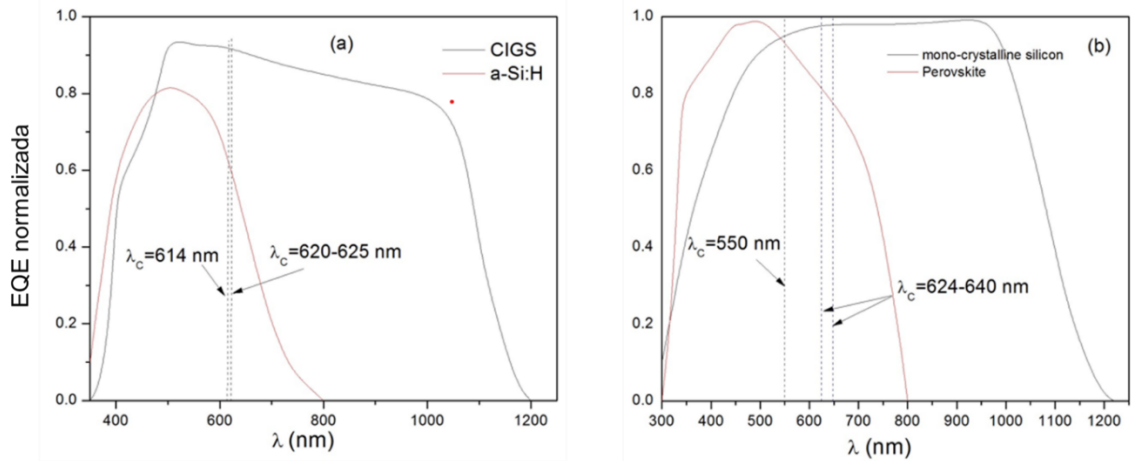 EQE normalizada
1.0
0.8
0.6
0.4
0.2
0.0
(a)
CIGS
a-Si:H
λC=614 nm
λC=620-625 nm
400 600 800 1000 1200
λ (nm)
1.0
0.8
0.6
0.4
0.2
0.0
(b)
mono-crystalline silicon
Perovskite
λC=550 nm
λC=624-640 nm
300 400 500 600 700 800 900 1000 1100 1200
λ (nm)